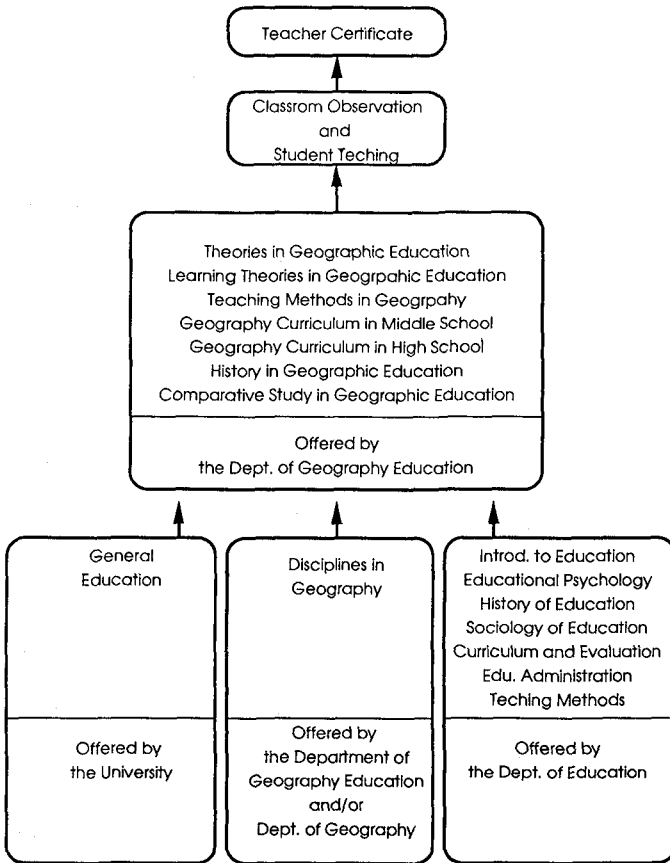 Teacher Certificate
Classrom Observation
and
Student Teching
Theories in Geographic Education
Learning Theories in Geogrpahic Education
Teaching Methods in Geogrpahy
Geography Curriculum in Middle School
Geography Curriculum in High School
History in Geographic Education
Comparative Study in Geographic Education
Offered by
the Dept. of Geography Education
General
Education
Offered by
the University
Disciplines in
Geography
Offered by
the Department of
Geography Education
and/or
Dept. of Geography
Introd. to Education
Educational Psychology
History of Education
Sociology of Education
Curriculum and Evaluation
Edu. Administration
Teching Methods
Offered by
the Dept. of Education